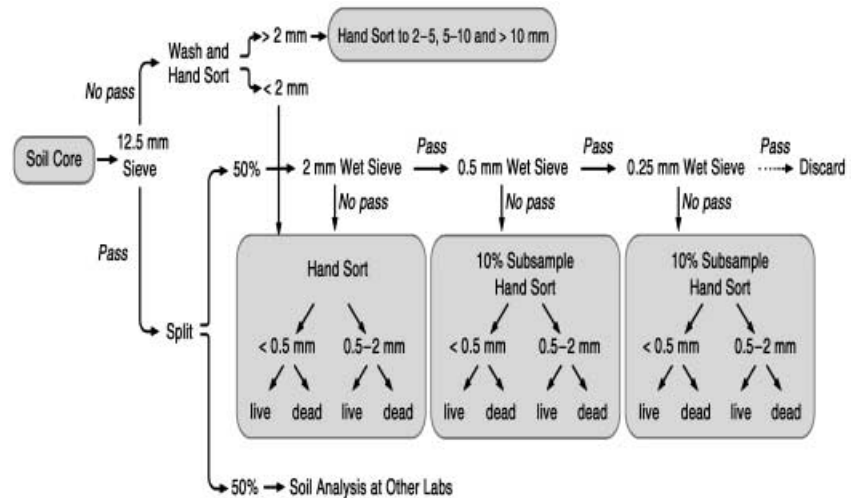 Soil Core
12.5 mm
Sieve
No pass
Wash and
Hand Sort
> 2 mm
Hand Sort to 2–5, 5–10 and > 10 mm
< 2 mm
Pass
Split
50%
2 mm Wet Sieve
Pass
0.5 mm Wet Sieve
Pass
0.25 mm Wet Sieve
Pass
Discard
No pass
No pass
No pass
Hand Sort
< 0.5 mm
0.5–2 mm
live
dead
live
dead
10% Subsample
Hand Sort
< 0.5 mm
0.5–2 mm
live
dead
live
dead
10% Subsample
Hand Sort
< 0.5 mm
0.5–2 mm
live
dead
live
dead
50%
Soil Analysis at Other Labs